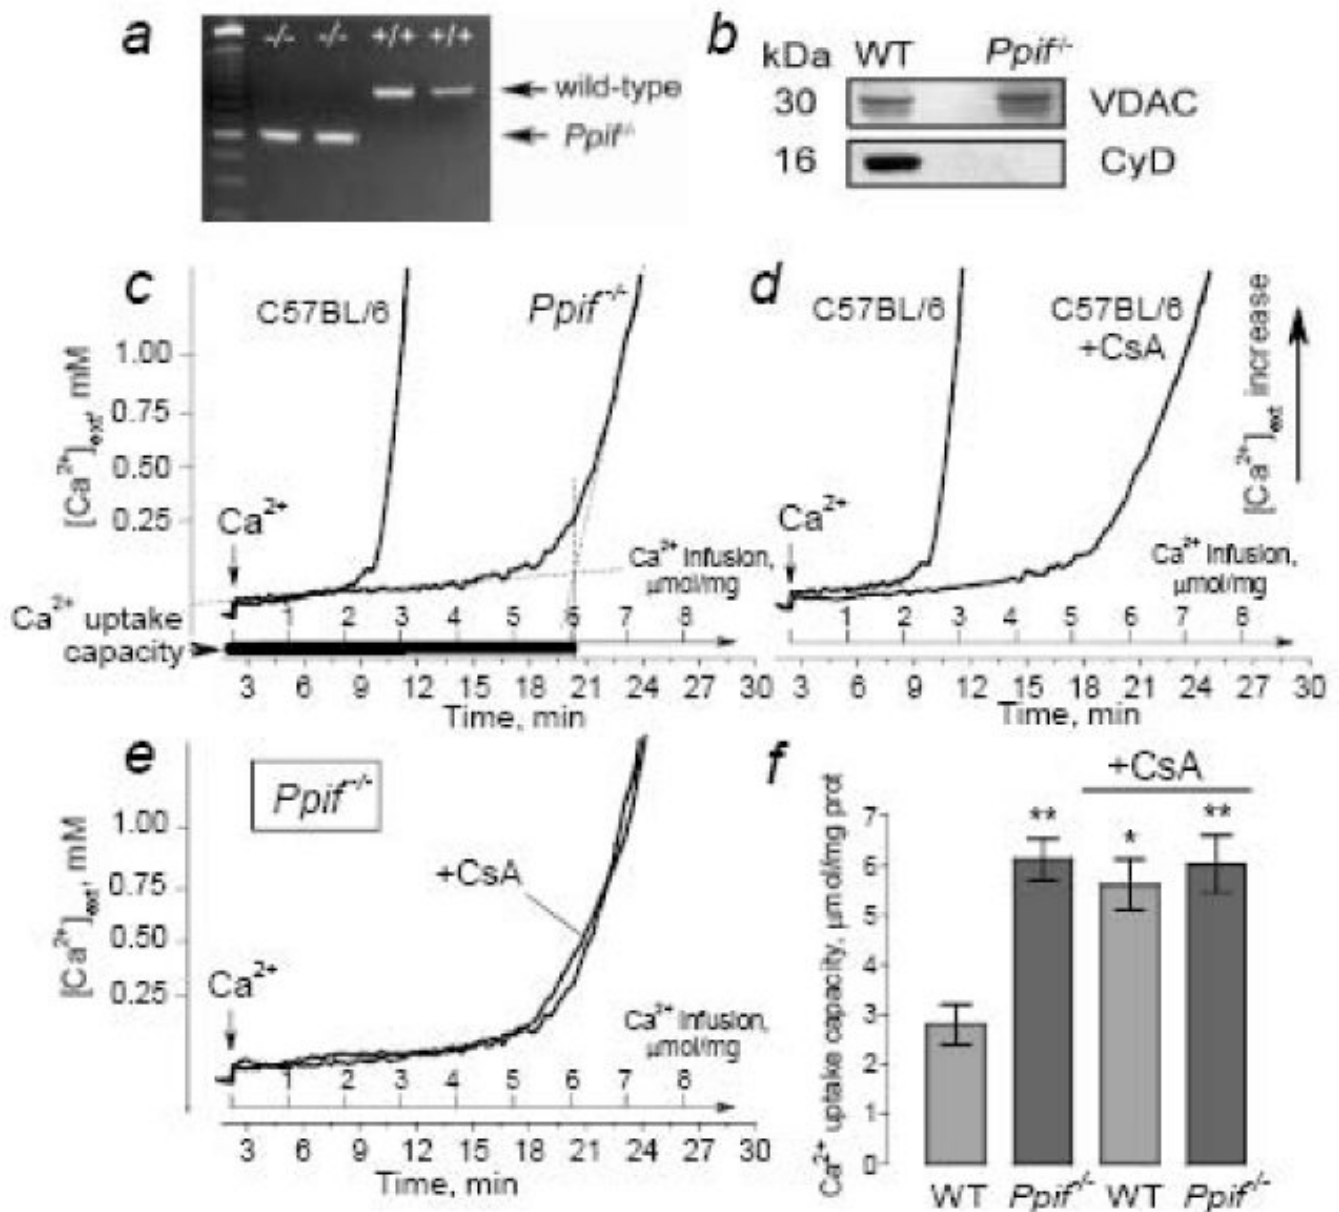 a
-/- -/- +/+ +/+
wild-type
Ppif-/-
b
kDa WT Ppif-/-
30 VDAC
16 CyD
c
C57BL/6 Ppif-/-
[Ca2+]ext, mM
1.00
0.75
0.50
0.25
Ca2+
Ca2+ Infusion,
µmol/mg
Ca2+ uptake
capacity
1 2 3 4 5 6 7 8
3 6 9 12 15 18 21 24 27 30
Time, min
d
C57BL/6 C57BL/6
+CsA
[Ca2+]ext increase
Ca2+
Ca2+ Infusion,
µmol/mg
1 2 3 4 5 6 7 8
3 6 9 12 15 18 21 24 27 30
Time, min
e
Ppif-/-
[Ca2+]ext, mM
1.00
0.75
0.50
0.25
+CsA
Ca2+
Ca2+ Infusion,
µmol/mg
1 2 3 4 5 6 7 8
3 6 9 12 15 18 21 24 27 30
Time, min
f
+CsA
Ca2+ uptake capacity, µmol/mg prot
7
6
5
4
3
2
1
0
** * **
WT Ppif-/- WT Ppif-/-